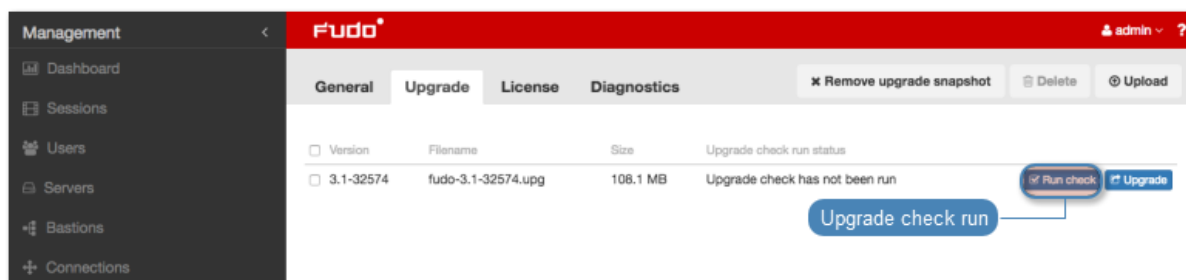 Management
Fudo
admin
?
Dashboard
General Upgrade License Diagnostics
Remove upgrade snapshot Delete Upload
Sessions
Users
Version Filename Size Upgrade check run status
Servers
3.1-32574 fudo-3.1-32574.upg 108.1 MB Upgrade check has not been run Run check Upgrade
Upgrade check run
Bastions
Connections